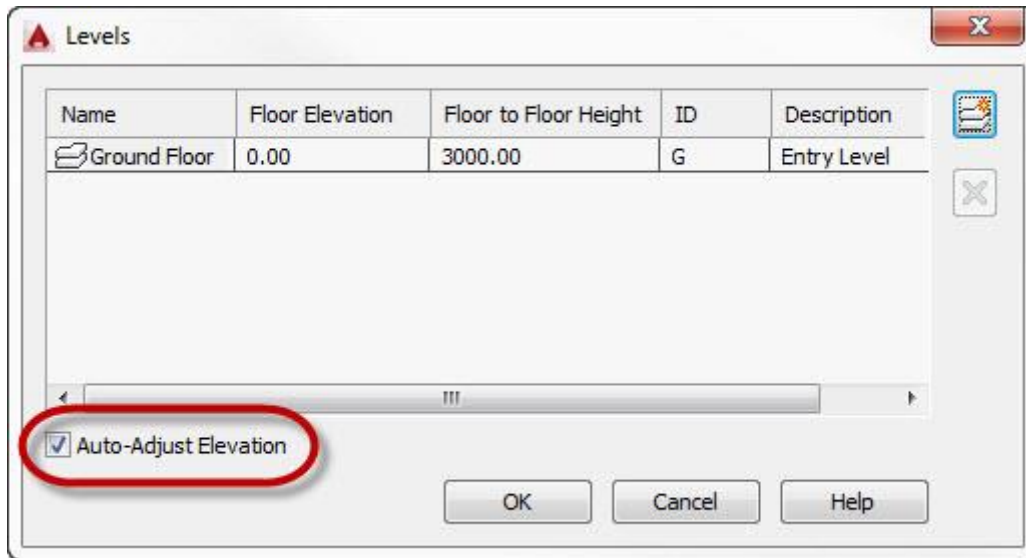 Levels
Name Floor Elevation Floor to Floor Height ID Description
Ground Floor 0.00 3000.00 G Entry Level
Auto-Adjust Elevation
OK Cancel Help